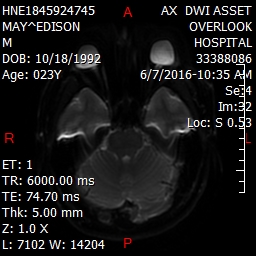 HNE1845924745
MAY^EDISON
M
DOB: 10/18/1992
Age: 023Y
AX DWI ASSET
OVERLOOK
HOSPITAL
33388086
6/7/2016-10:35 AM
Se:4
Im:32
Loc: S 0.53
A
R
L
ET: 1
TR: 6000.00 ms
TE: 74.70 ms
Thk: 5.00 mm
Z: 1.0 X
L: 7102 W: 14204
P